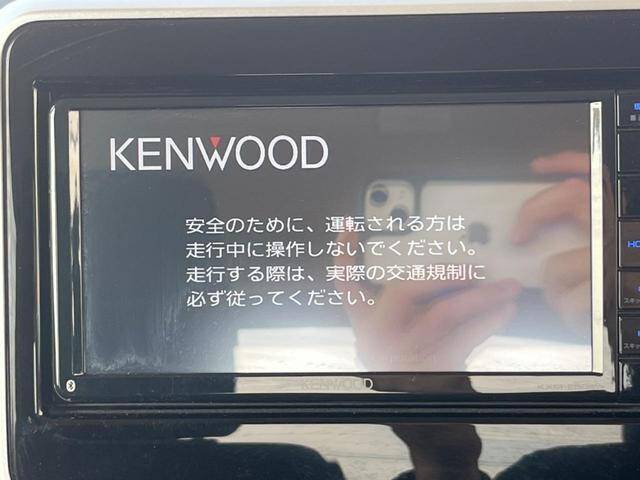 KENWOOD
安全のために、運転される方は
走行中に操作しないでください。
走行する際は、実際の交通規制に
必ず従ってください。
KENWOOD